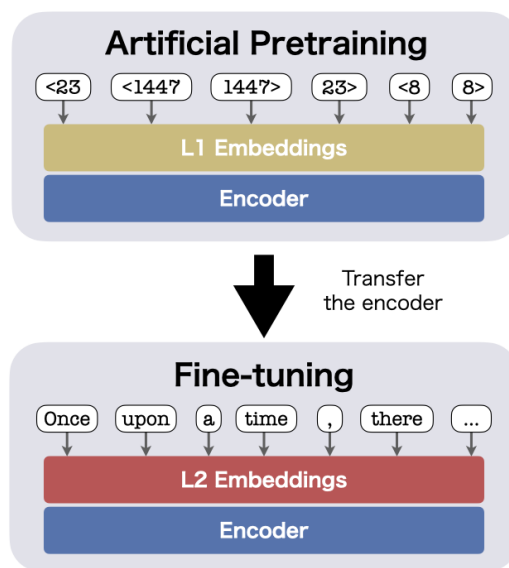 Artificial Pretraining
<23 <1447 1447> 23> <8 8>
L1 Embeddings
Encoder
Transfer
the encoder
Fine-tuning
Once upon a time , there ...
L2 Embeddings
Encoder